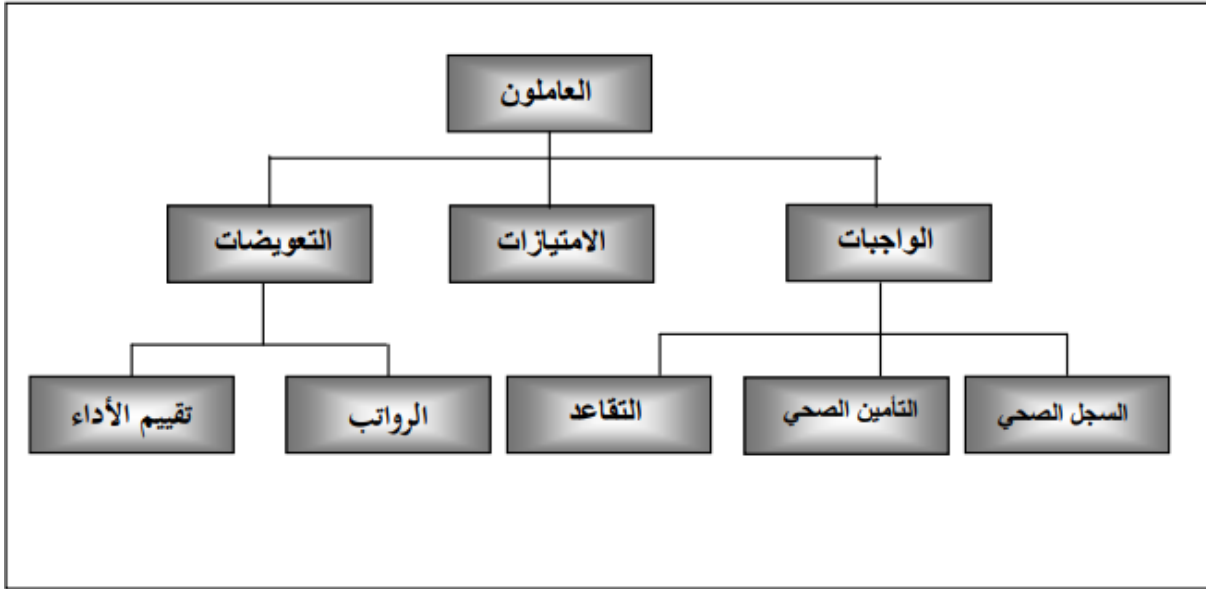 العاملون
الواجبات
الامتيازات
التعويضات
السجل الصحي
التأمين الصحي
التقاعد
الرواتب
تقييم الأداء